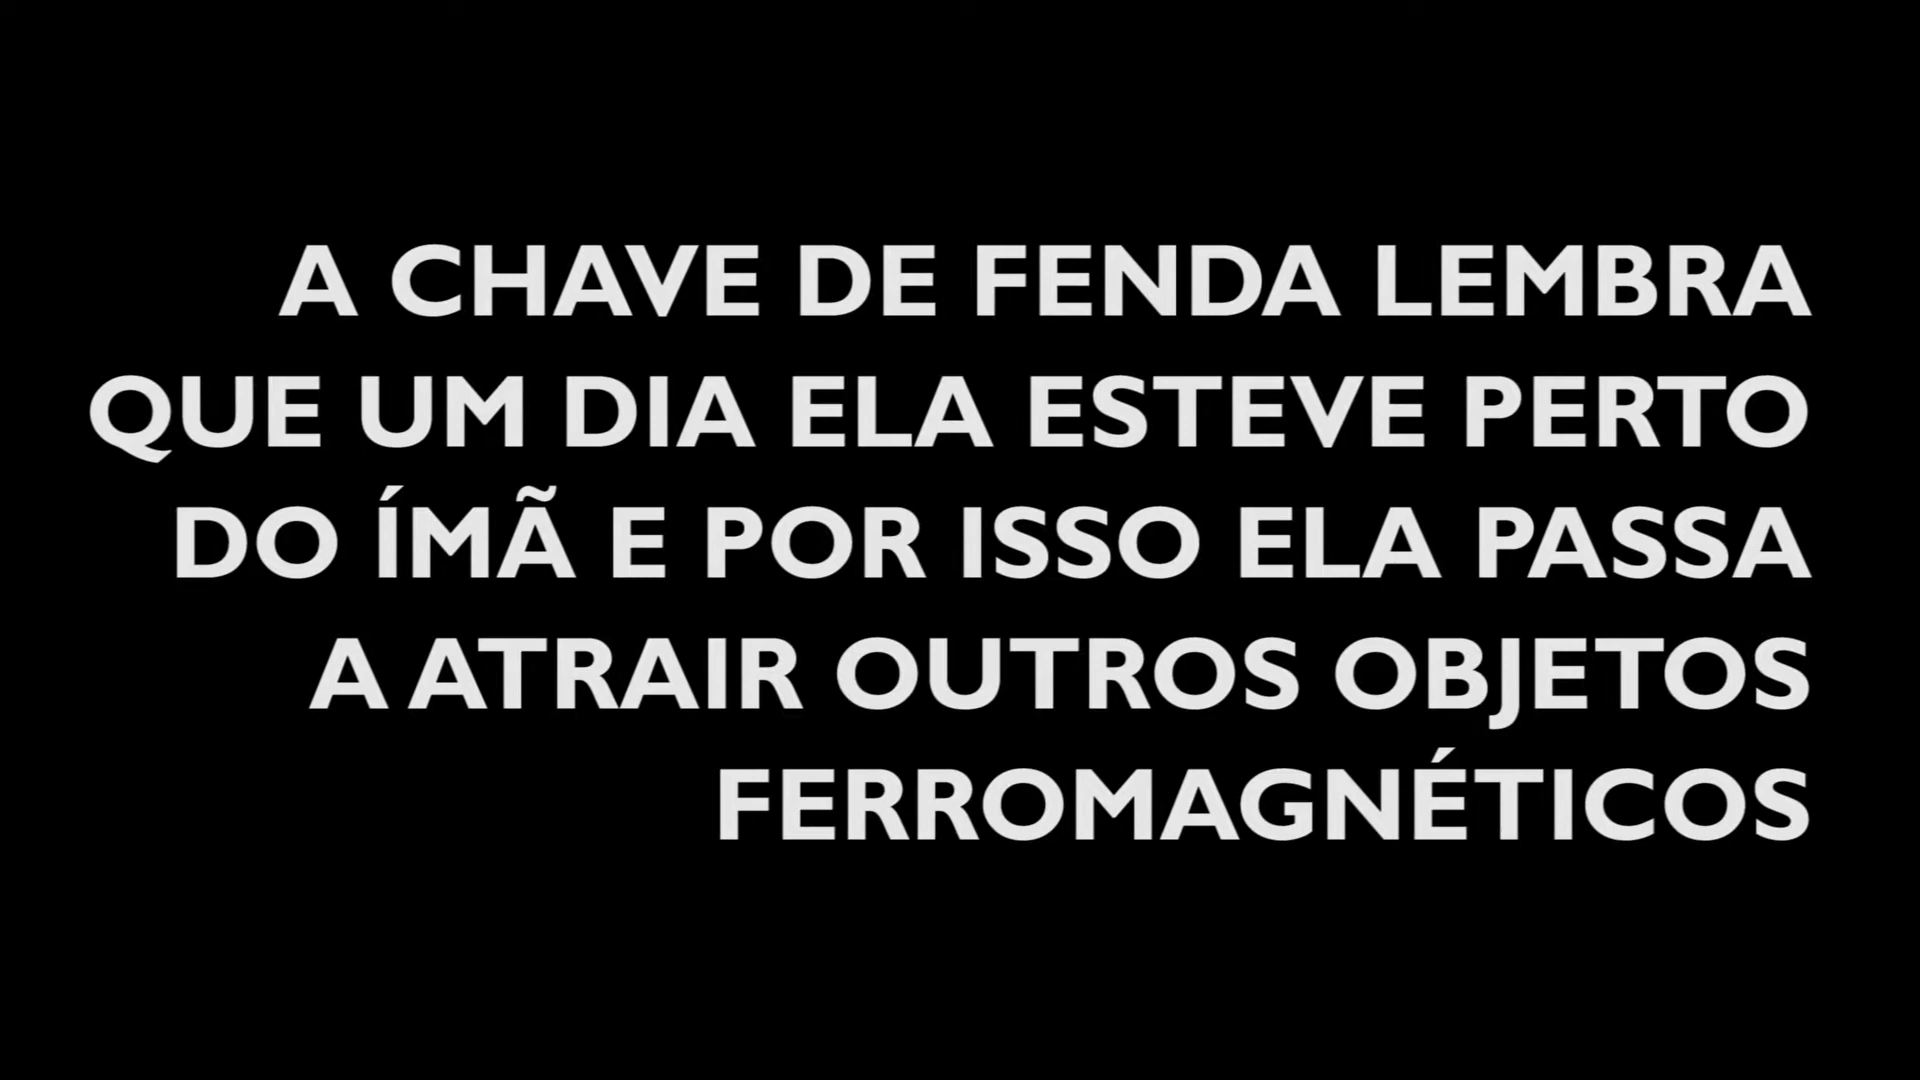 A CHAVE DE FENDA LEMBRA
QUE UM DIA ELA ESTEVE PERTO
DO ÍMÃ E POR ISSO ELA PASSA
A ATRAIR OUTROS OBJETOS
FERROMAGNÉTICOS